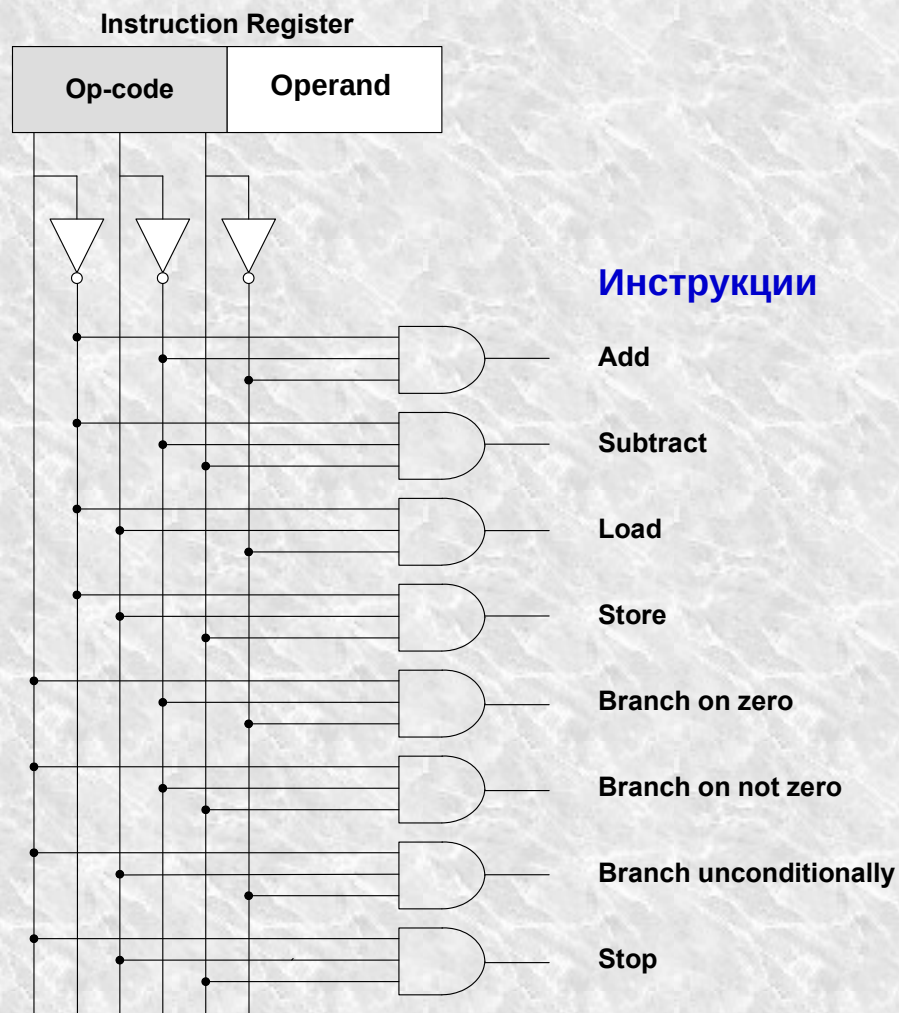 Instruction Register
Op-code
Operand
Инструкции
Add
Subtract
Load
Store
Branch on zero
Branch on not zero
Branch unconditionally
Stop